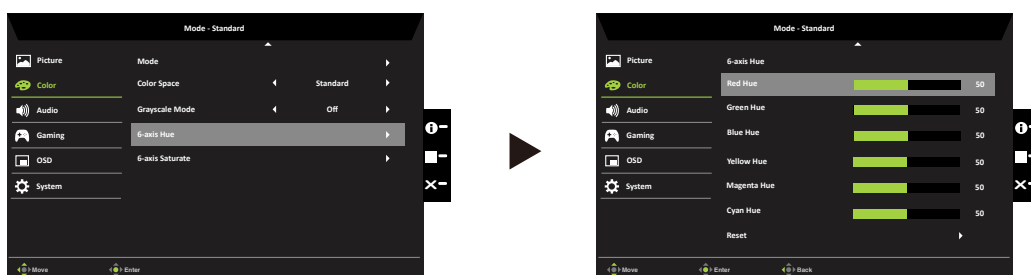 Mode - Standard
Picture
Color
Audio
Gaming
OSD
System
Mode
Color Space Standard
Grayscale Mode Off
6-axis Hue
6-axis Saturate
Move Enter
Mode - Standard
Picture
Color
Audio
Gaming
OSD
System
6-axis Hue
Red Hue 50
Green Hue 50
Blue Hue 50
Yellow Hue 50
Magenta Hue 50
Cyan Hue 50
Reset
Move Enter Back